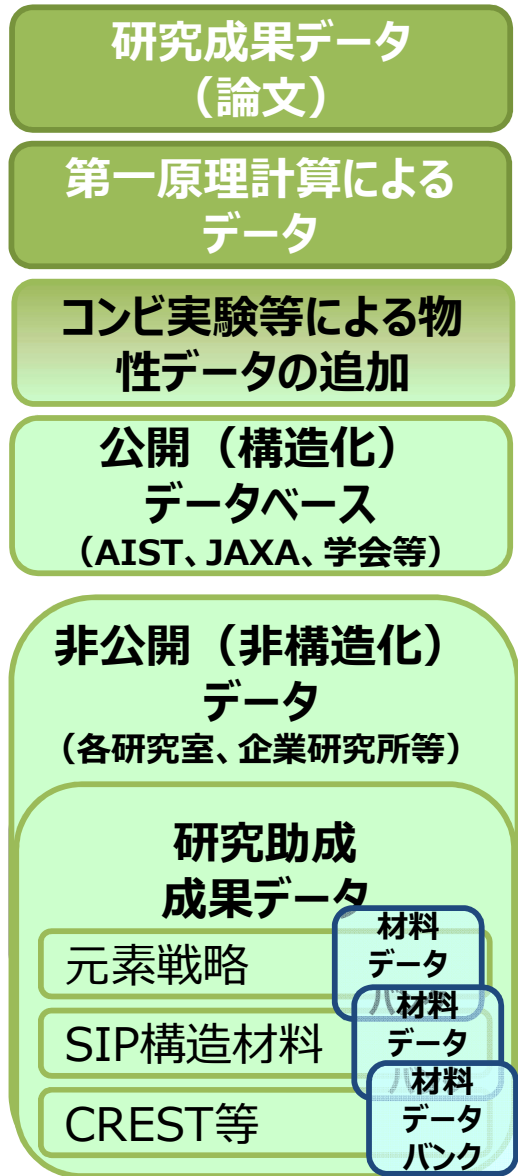 研究成果データ
（論文）
第一原理計算による
データ
コンビ実験等による物
性データの追加
公開（構造化）
データベース
（AIST、JAXA、学会等）
非公開（非構造化）
データ
（各研究室、企業研究所等）
研究助成
成果データ
元素戦略
材料
データ
バンク
SIP構造材料
材料
データ
バンク
CREST等
材料
データ
バンク